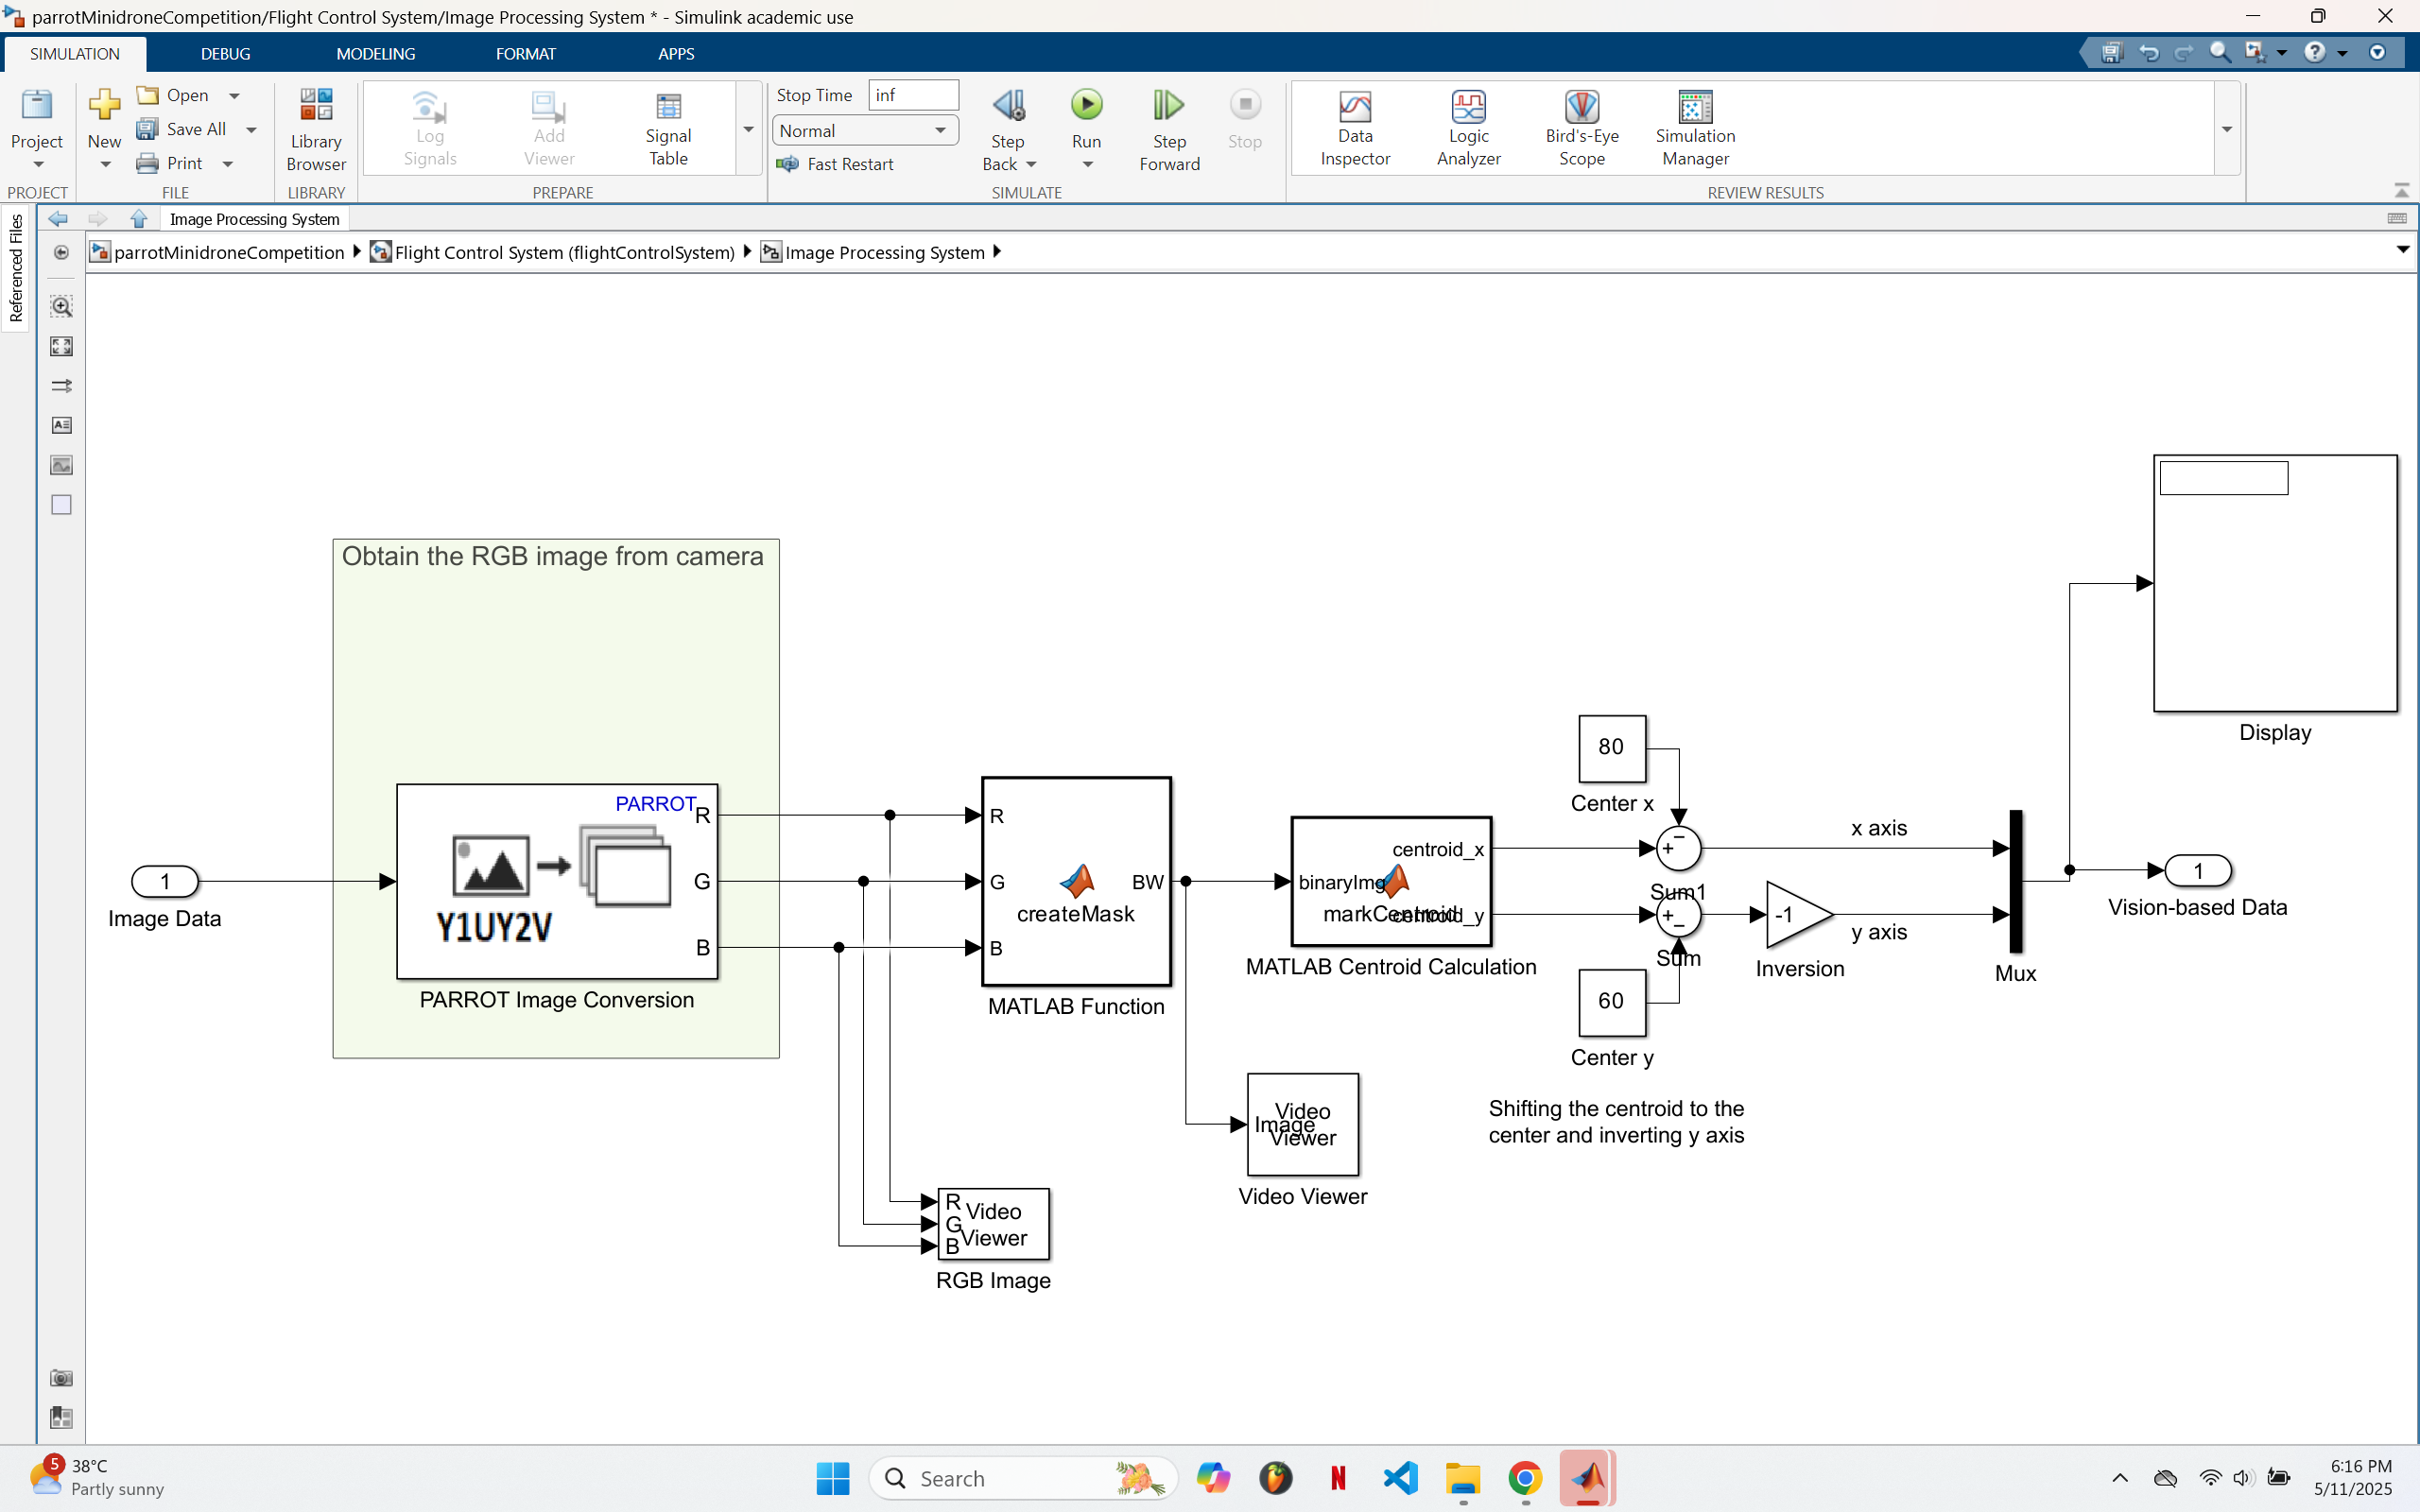 parrotMinidroneCompetition/Flight Control System/Image Processing System * - Simulink academic use
SIMULATION
DEBUG
MODELING
FORMAT
APPS
Project
New
Open
Save All
Print
Library
Browser
Log
Signals
Add
Viewer
Signal
Table
Stop Time
inf
Normal
Fast Restart
Step
Back
Run
Step
Forward
Stop
Data
Inspector
Logic
Analyzer
Bird's-Eye
Scope
Simulation
Manager
PROJECT
FILE
LIBRARY
PREPARE
SIMULATE
REVIEW RESULTS
Referenced Files
Image Processing System
parrotMinidroneCompetition
Flight Control System (flightControlSystem)
Image Processing System
Obtain the RGB image from camera
1
Image Data
PARROT
R
G
B
Y1UY2V
PARROT Image Conversion
R
G
B
BW
createMask
MATLAB Function
binaryImg
centroid_x
centroid_y
markCentroid
MATLAB Centroid Calculation
80
Center x
60
Center y
Sum1
Sum
-1
Inversion
x axis
y axis
Mux
Display
1
Vision-based Data
Shifting the centroid to the
center and inverting y axis
Image
Video
Viewer
Video Viewer
R
G
B
Video
Viewer
RGB Image
5
38°C
Partly sunny
Search
N
6:16 PM
5/11/2025